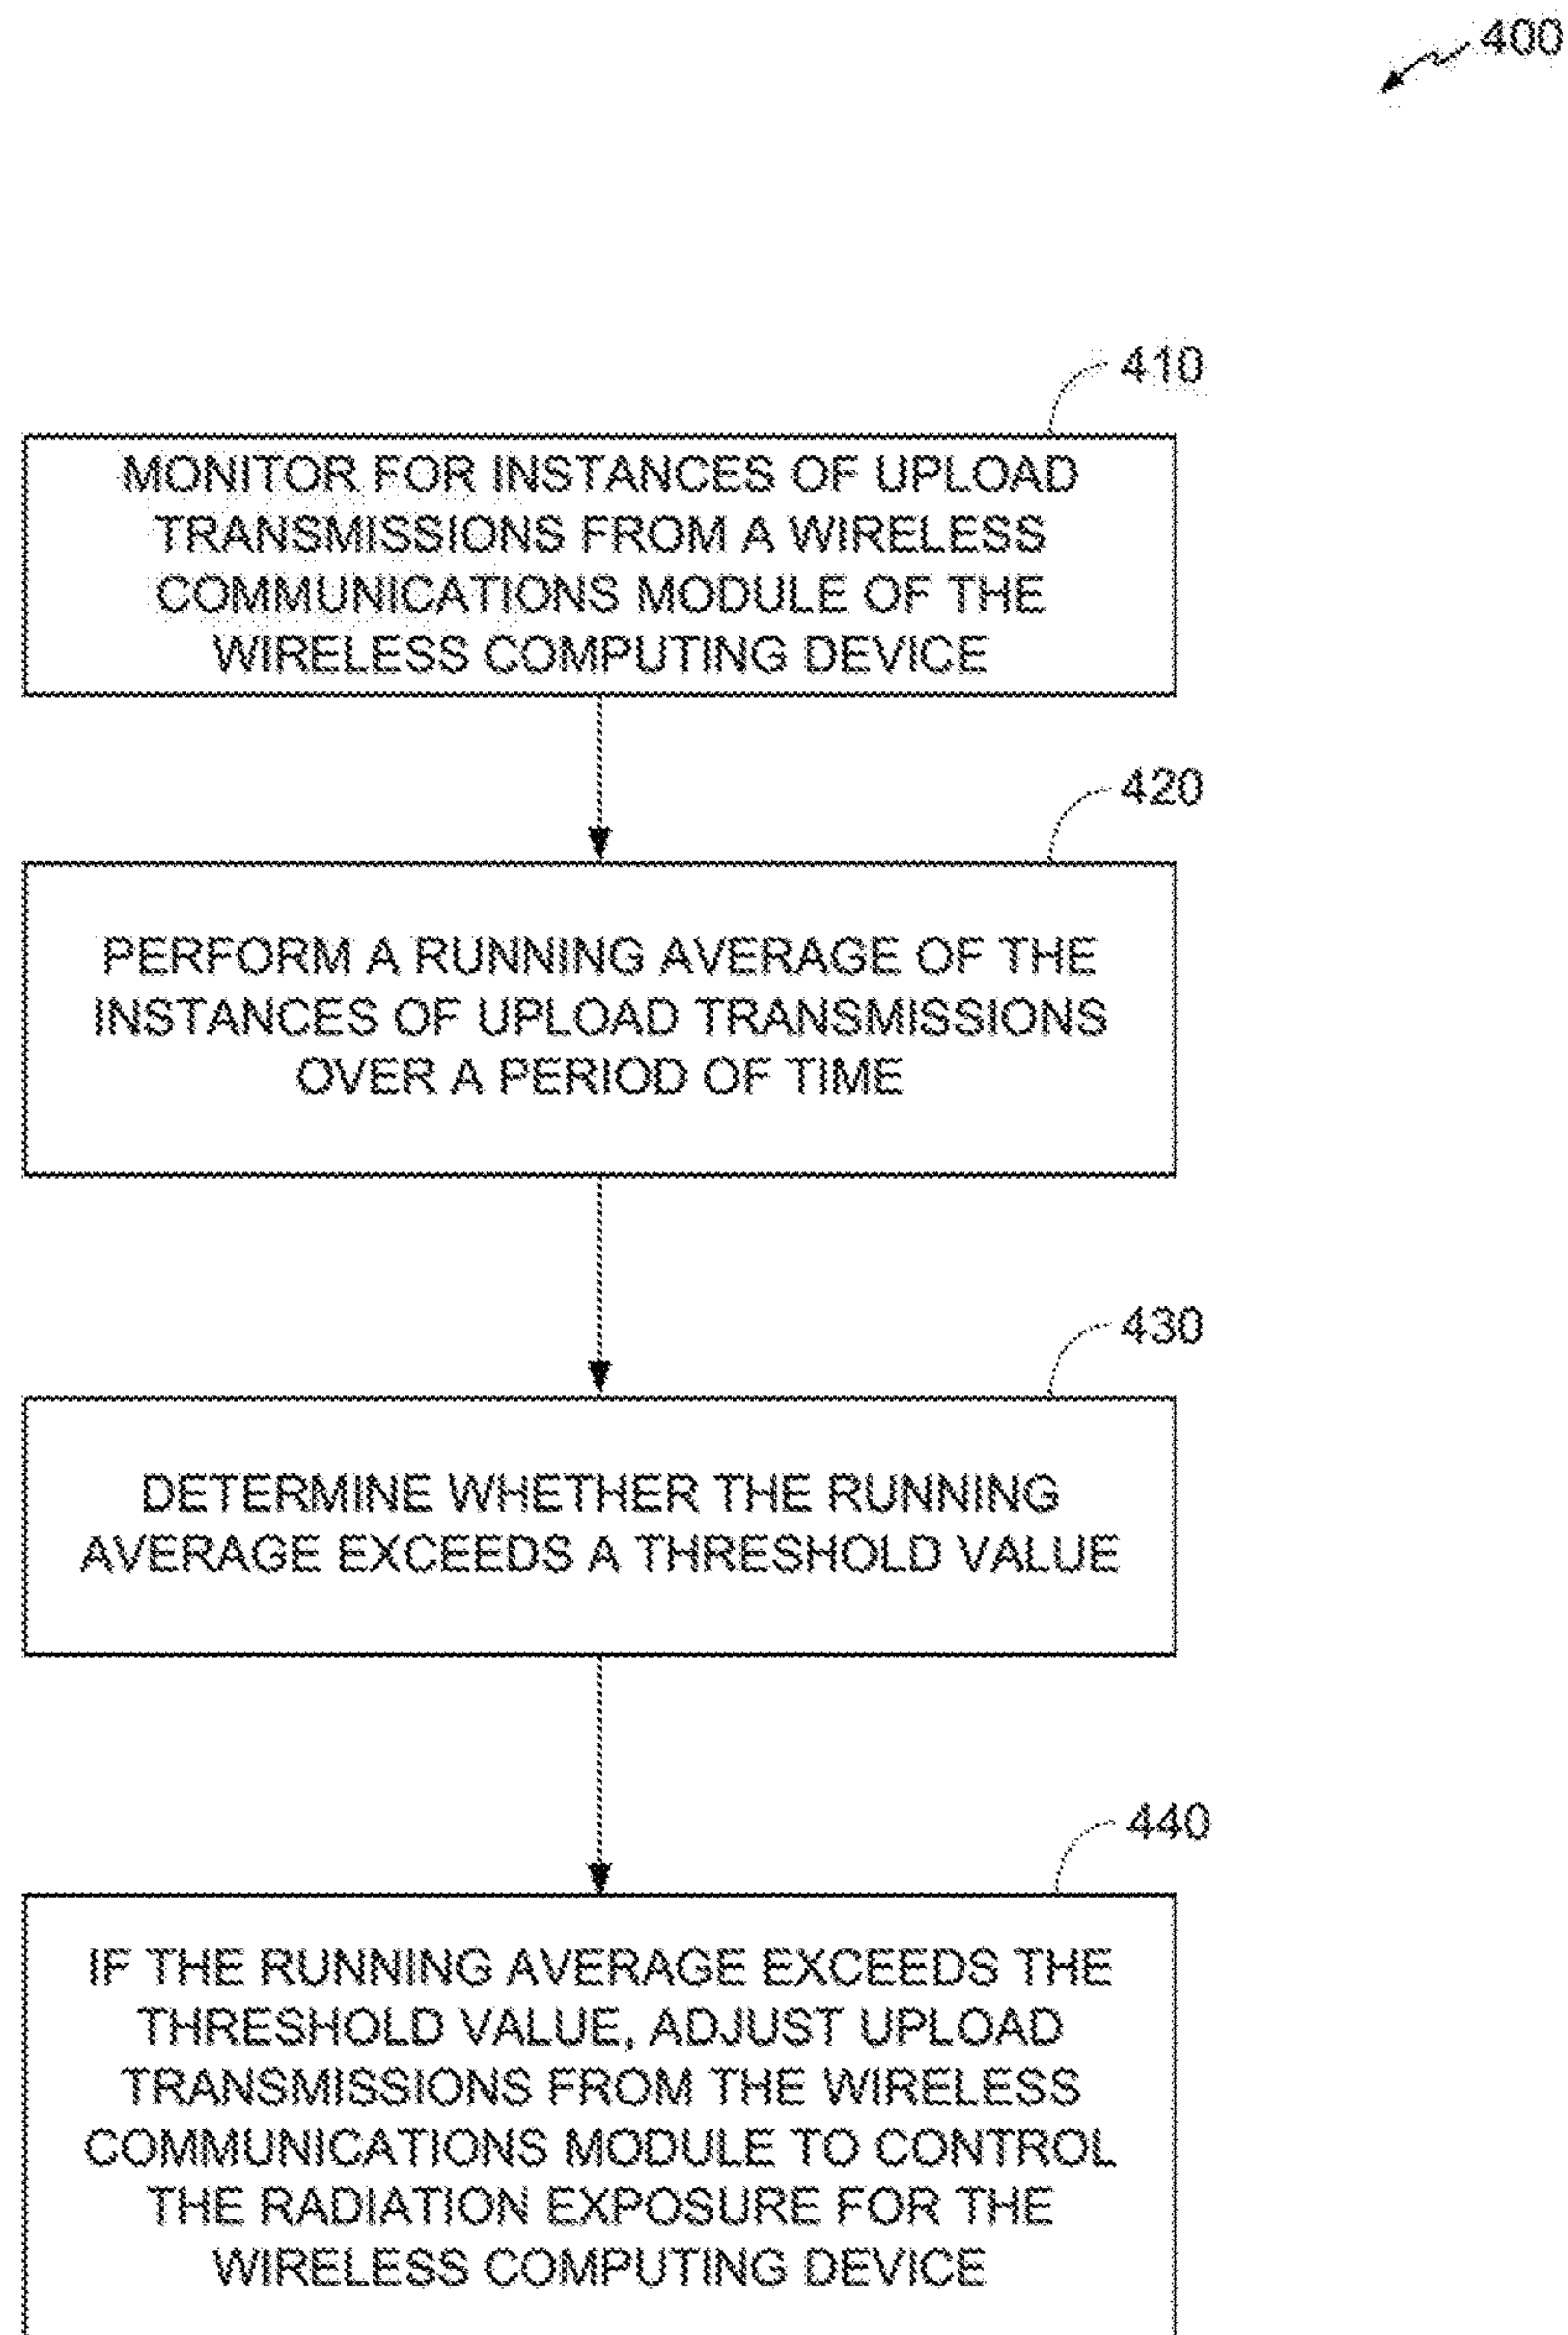 400
410
MONITOR FOR INSTANCES OF UPLOAD
TRANSMISSIONS FROM A WIRELESS
COMMUNICATIONS MODULE OF THE
WIRELESS COMPUTING DEVICE
420
PERFORM A RUNNING AVERAGE OF THE
INSTANCES OF UPLOAD TRANSMISSIONS
OVER A PERIOD OF TIME
430
DETERMINE WHETHER THE RUNNING
AVERAGE EXCEEDS A THRESHOLD VALUE
440
IF THE RUNNING AVERAGE EXCEEDS THE
THRESHOLD VALUE, ADJUST UPLOAD
TRANSMISSIONS FROM THE WIRELESS
COMMUNICATIONS MODULE TO CONTROL
THE RADIATION EXPOSURE FOR THE
WIRELESS COMPUTING DEVICE